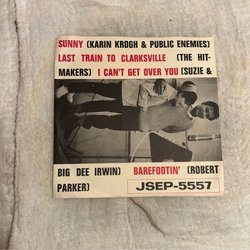 SUNNY (KARIN KROGH & PUBLIC ENEMIES)
LAST TRAIN TO CLARKSVILLE (THE HIT-
MAKERS) I CAN'T GET OVER YOU (SUZIE &
BIG DEE IRWIN) BAREFOOTIN' (ROBERT
PARKER) JSEP-5557